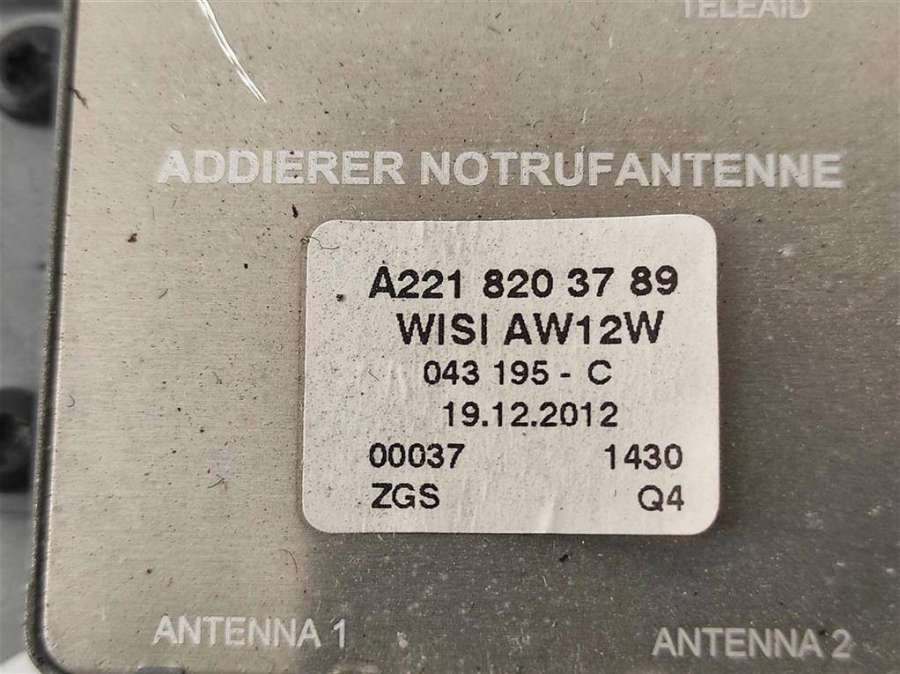 TELEAID
ADDIERER NOTRUFANTENNE
A221 820 37 89
WISI AW12W
043 195 - C
19.12.2012
00037 1430
ZGS Q4
ANTENNA 1 ANTENNA 2